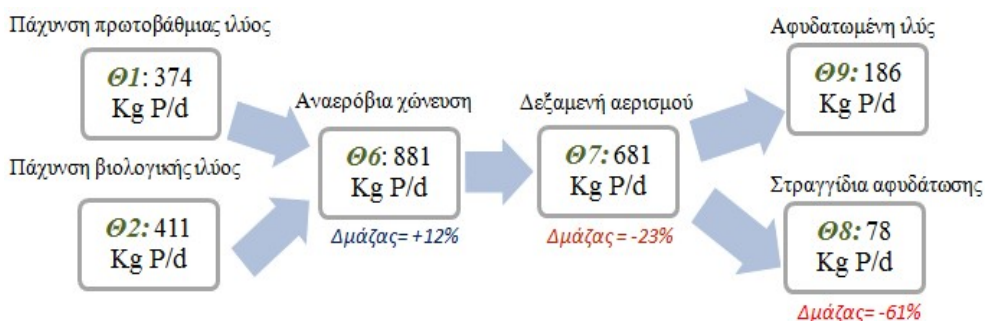 Πάχυνση πρωτοβάθμιας ιλύος
Θ1: 374
Kg P/d
Πάχυνση βιολογικής ιλύος
Θ2: 411
Kg P/d
Αναερόβια χώνευση
Θ6: 881
Kg P/d
Δμάζας= +12%
Δεξαμενή αερισμού
Θ7: 681
Kg P/d
Δμάζας = -23%
Αφυδατωμένη ιλύς
Θ9: 186
Kg P/d
Στραγγίδια αφυδάτωσης
Θ8: 78
Kg P/d
Δμάζας= -61%